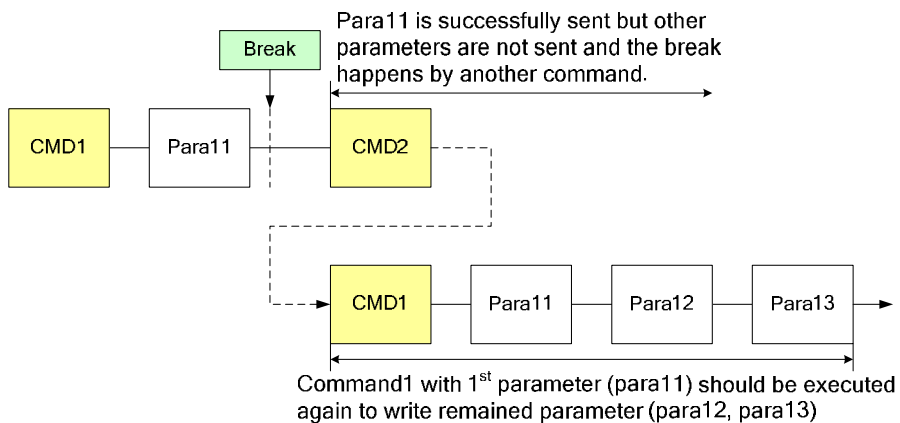 Para11 is successfully sent but other
parameters are not sent and the break
happens by another command.
Break
CMD1
Para11
CMD2
CMD1
Para11
Para12
Para13
Command1 with 1st parameter (para11) should be executed
again to write remained parameter (para12, para13)